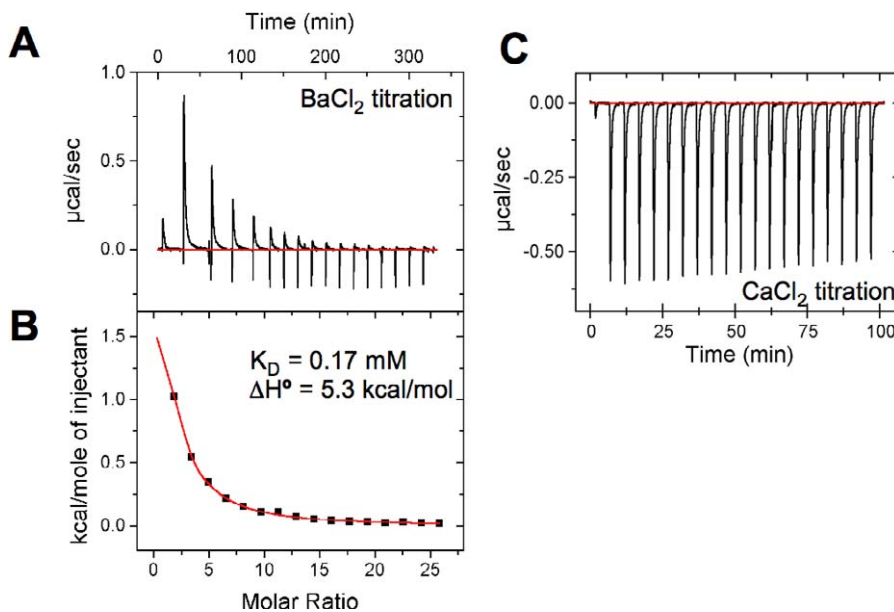 A
Time (min)
0 100 200 300
BaCl₂ titration
1.0
0.5
0.0
µcal/sec
B
1.5
1.0
0.5
0.0
kcal/mole of injectant
K_D = 0.17 mM
ΔHº = 5.3 kcal/mol
0 5 10 15 20 25
Molar Ratio
C
0.00
-0.25
-0.50
µcal/sec
CaCl₂ titration
0 25 50 75 100
Time (min)